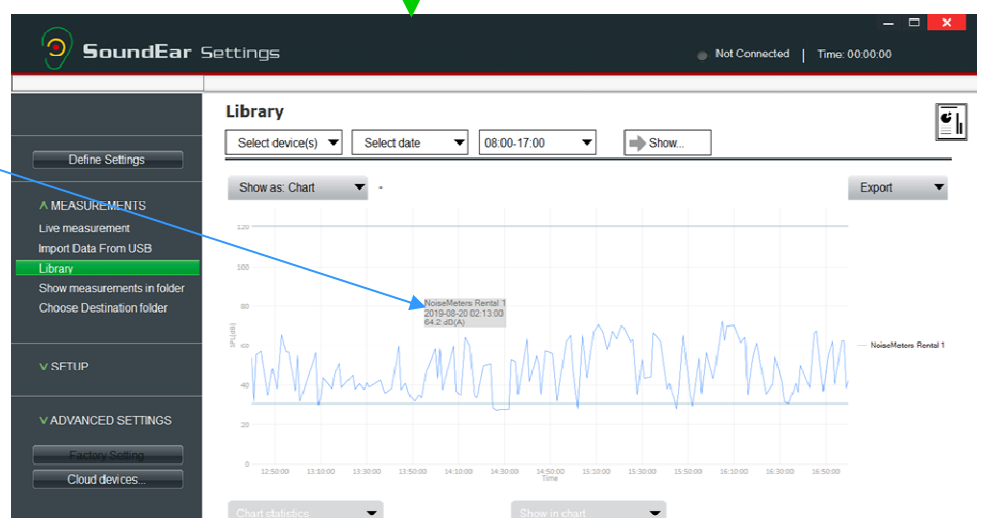 SoundEar Settings
Not Connected | Time: 00:00:00
Library
Select device(s)
Select date
08:00-17:00
Show...
Define Settings
Show as: Chart
Export
MEASUREMENTS
Live measurement
Import Data From USB
Library
Show measurements in folder
Choose Destination folder
SETUP
ADVANCED SETTINGS
Factory Setting
Cloud devices...
120
100
80
60
40
20
0
SPL(dB)
NoiseMeters Rental 1
2019-08-20 02:13:00
64.2 dB(A)
NoiseMeters Rental 1
12:50:00 13:10:00 13:30:00 13:50:00 14:10:00 14:30:00 14:50:00 15:10:00 15:30:00 15:50:00 16:10:00 16:30:00 16:50:00
Time
Chart statistics
Show in chart